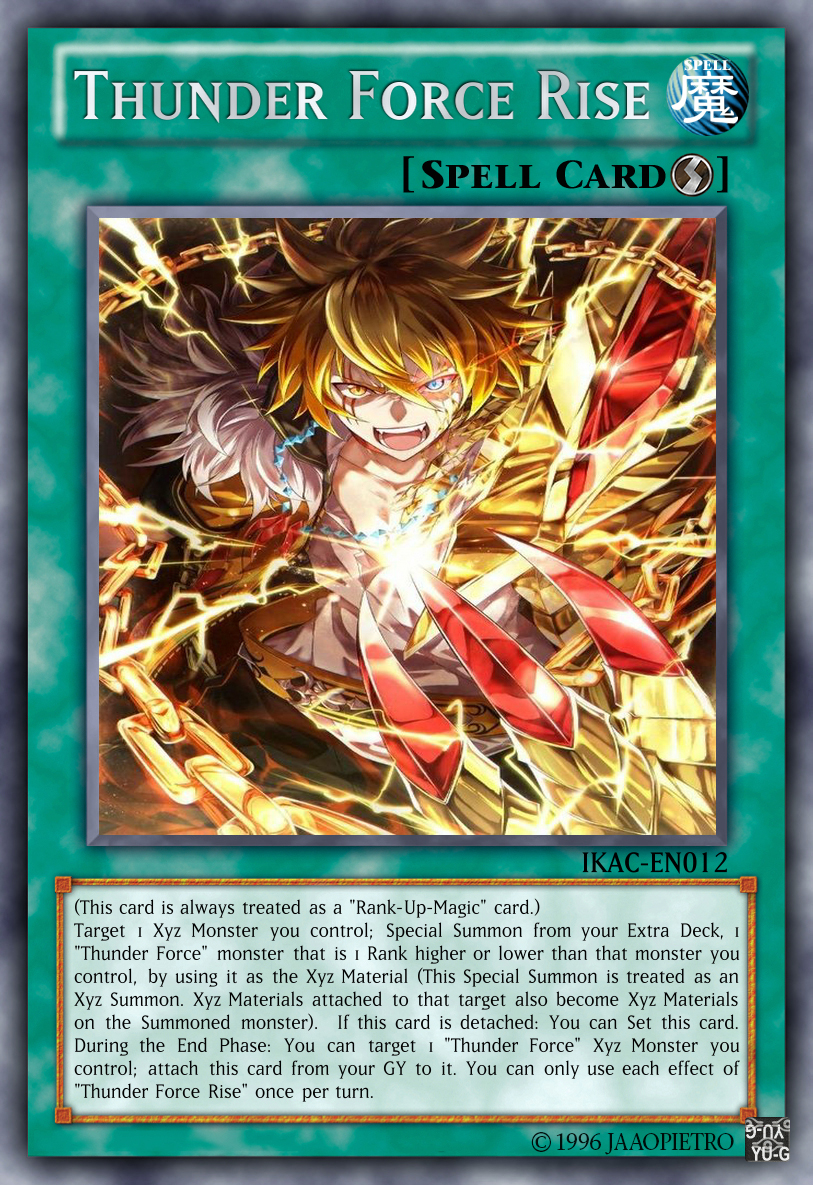 Thunder Force Rise
SPELL
魔
[Spell Card]
IKAC-EN012
(This card is always treated as a "Rank-Up-Magic" card.)
Target 1 Xyz Monster you control; Special Summon from your Extra Deck, 1
"Thunder Force" monster that is 1 Rank higher or lower than that monster you
control, by using it as the Xyz Material (This Special Summon is treated as an
Xyz Summon. Xyz Materials attached to that target also become Xyz Materials
on the Summoned monster). If this card is detached: You can Set this card.
During the End Phase: You can target 1 "Thunder Force" Xyz Monster you
control; attach this card from your GY to it. You can only use each effect of
"Thunder Force Rise" once per turn.
© 1996 JAAOPIETRO
YU-G
YU-G